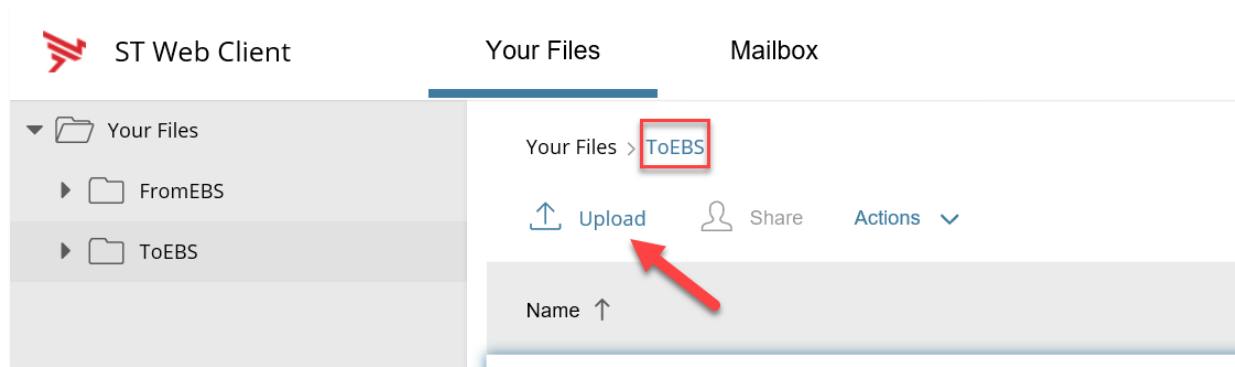 ST Web Client
Your Files
Mailbox
Your Files
FromEBS
ToEBS
Your Files > ToEBS
Upload
Share
Actions
Name